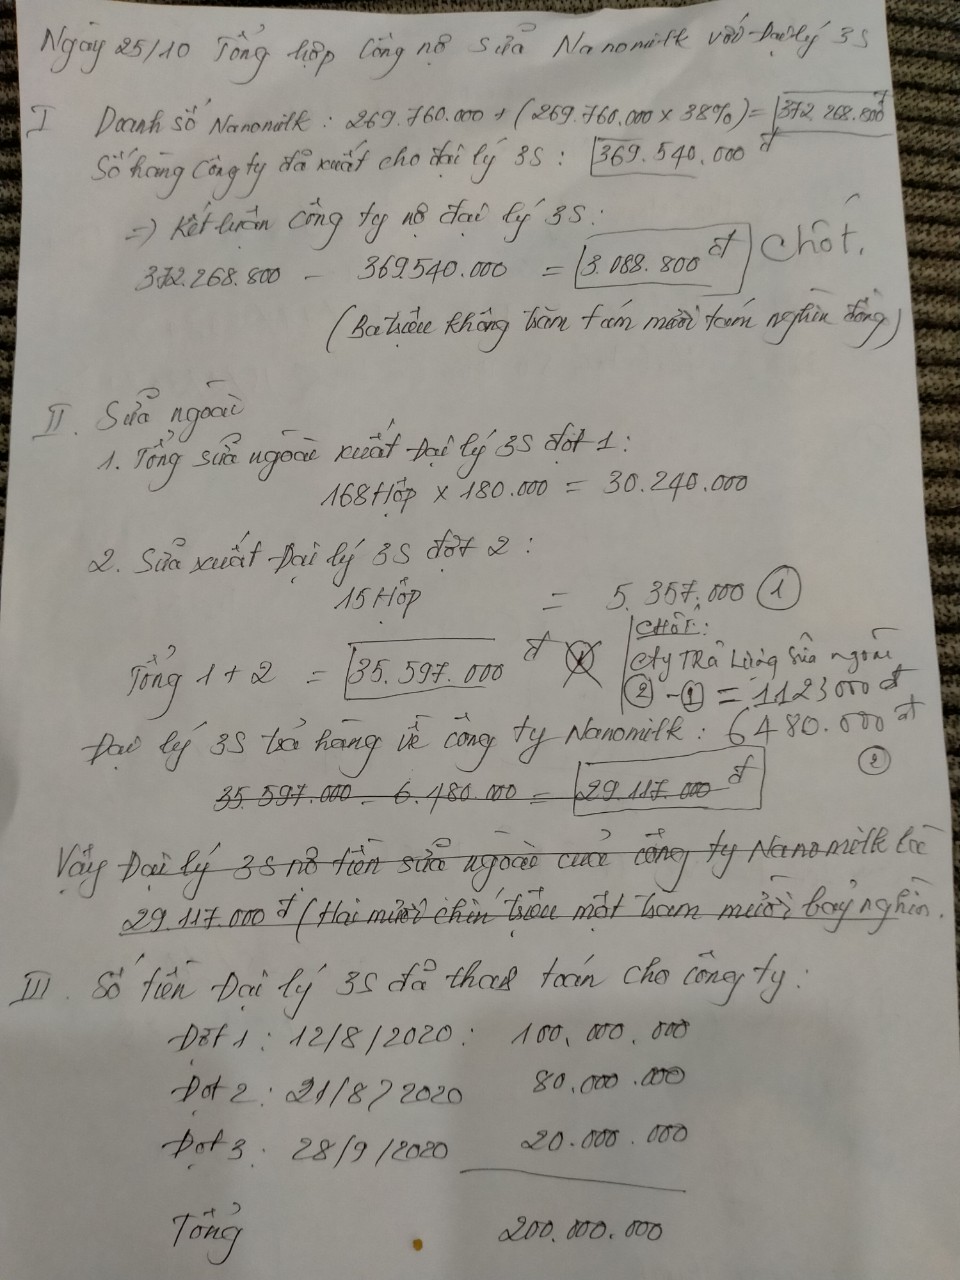 Ngày 25/10 Tổng hợp Công nợ sữa Nanomilk với Đại lý 3S
I Doanh số Nanomilk: 269.760.000 + (269.760.000 x 38%) = 372.268.800đ
Số hàng Công ty đã xuất cho đại lý 3S: 369.540.000 đ
=> Kết luận Công ty nợ đại lý 3S:
372.268.800 - 369540.000 = 3.088.800 đ Chốt.
(Ba triệu không trăm tám mươi tám nghìn đồng)
II. Sữa ngoài
1. Tổng sữa ngoài xuất Đại lý 3S đợt 1:
168 Hộp x 180.000 = 30.240.000
2. Sữa xuất Đại lý 3S đợt 2:
15 Hộp = 5.357.000 1
CHỐT:
Tổng 1+2 = 35.597.000 đ 1 Cty TRả Lương Sữa ngoài
2 - 1 = 1123000đ
Đại lý 3S trả hàng về công ty Nanomilk: 6480.000đ
2
35.597.000 - 6.480.000 = 29.117.000 đ
Vậy Đại lý 3S nợ tiền sữa ngoài của công ty Nanomilk là
29.117.000đ (Hai mươi chín triệu một trăm mười bảy nghìn.
III. Số tiền Đại lý 3S đã thanh toán cho công ty:
Đợt 1: 12/8/2020: 100.000.000
Đợt 2: 21/8/2020 80.000.000
Đợt 3: 28/9/2020 20.000.000
Tổng 200.000.000